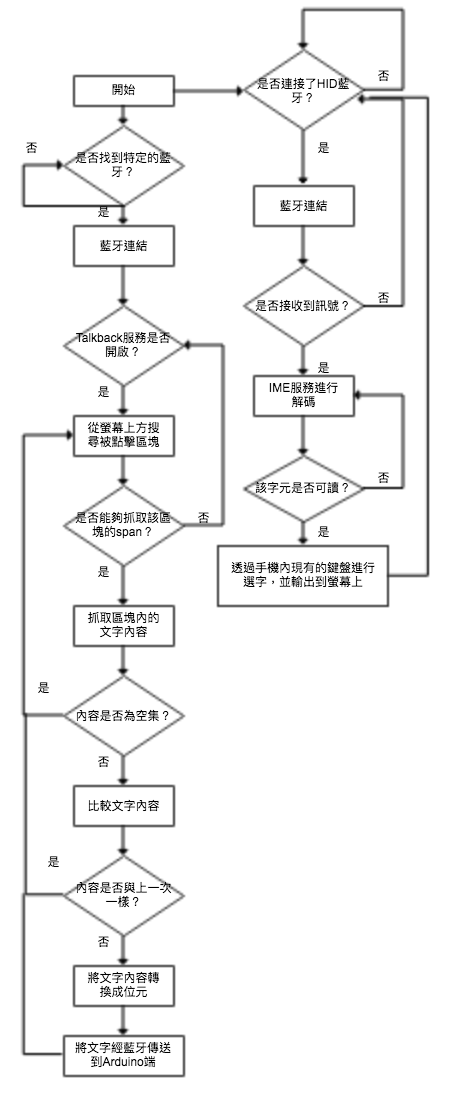 開始
是否找到特定的藍
牙？
否
是
藍牙連結
Talkback服務是否
開啟？
是
從螢幕上方搜
尋被點擊區塊
是否能夠抓取該區
塊的span？
否
是
抓取區塊內的
文字內容
是
內容是否為空集？
否
比較文字內容
是
內容是否與上一次
一樣？
否
將文字內容轉
換成位元
將文字經藍牙傳送
到Arduino端
是否連接了HID藍
牙？
否
是
藍牙連結
是否接收到訊號？
否
是
IME服務進行
解碼
該字元是否可讀？
否
是
透過手機內現有的鍵盤進行
選字，並輸出到螢幕上